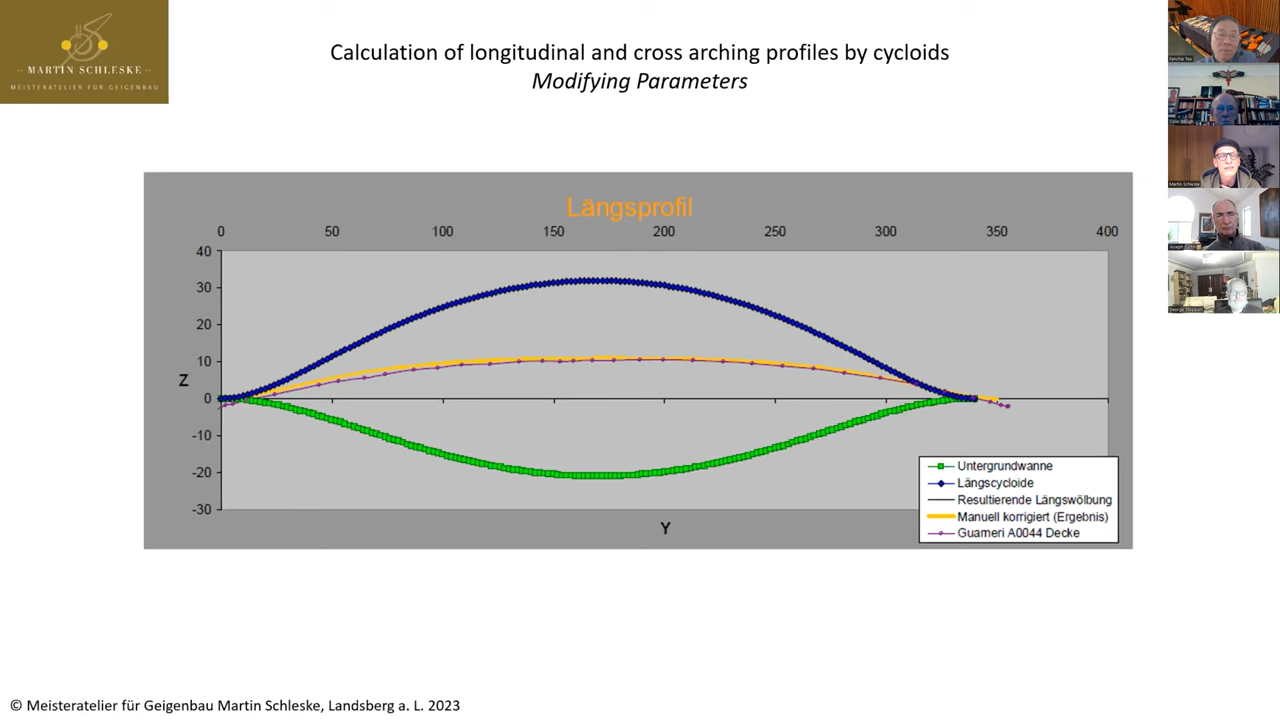 ·· MARTIN SCHLESKE ··
MEISTERATELIER FÜR GEIGENBAU
Calculation of longitudinal and cross arching profiles by cycloids
Modifying Parameters
Längsprofil
0 50 100 150 200 250 300 350 400
40
30
20
10
Z
0
-10
-20
-30
Y
Untergrundwanne
Längscycloide
Resultierende Längswölbung
Manuell korrigiert (Ergebnis)
Guarneri A0044 Decke
Martin Schleske
© Meisteratelier für Geigenbau Martin Schleske, Landsberg a. L. 2023